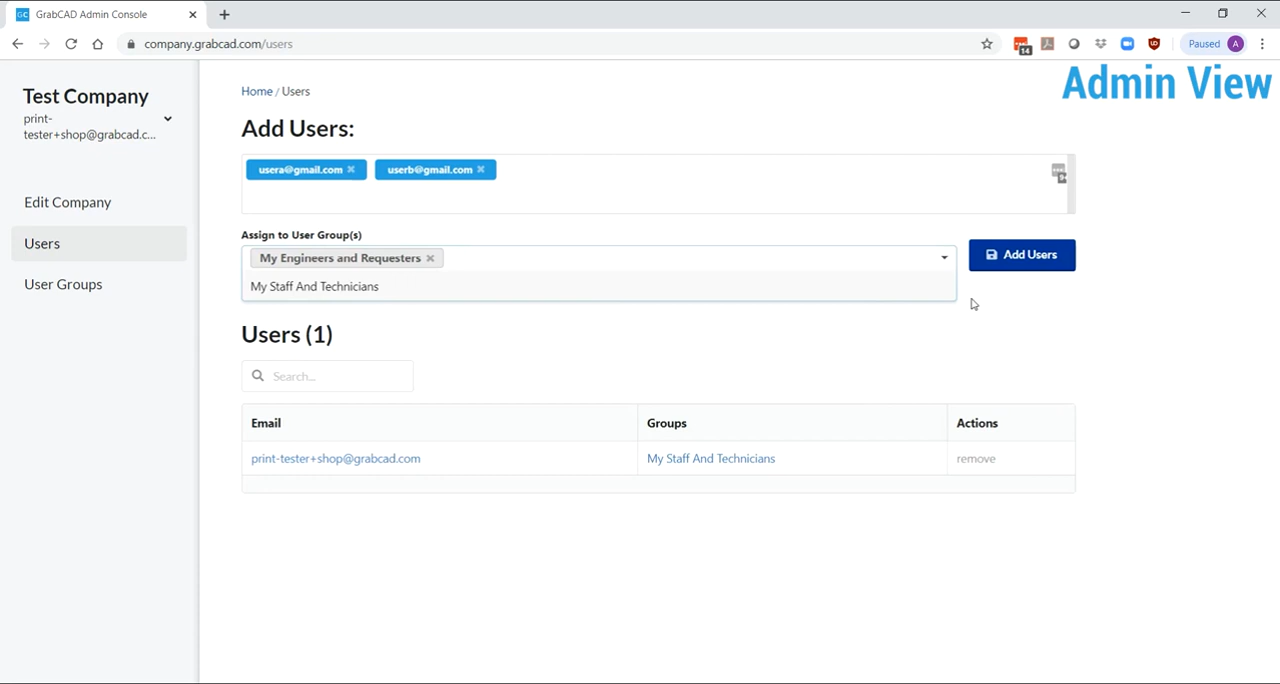 GC GrabCAD Admin Console
company.grabcad.com/users
14
Paused A
Admin View
Test Company
print-
tester+shop@grabcad.c...
Edit Company
Users
User Groups
Home / Users
Add Users:
usera@gmail.com userb@gmail.com
Assign to User Group(s)
My Engineers and Requesters
My Staff And Technicians
Add Users
Users (1)
Search...
Email Groups Actions
print-tester+shop@grabcad.com My Staff And Technicians remove